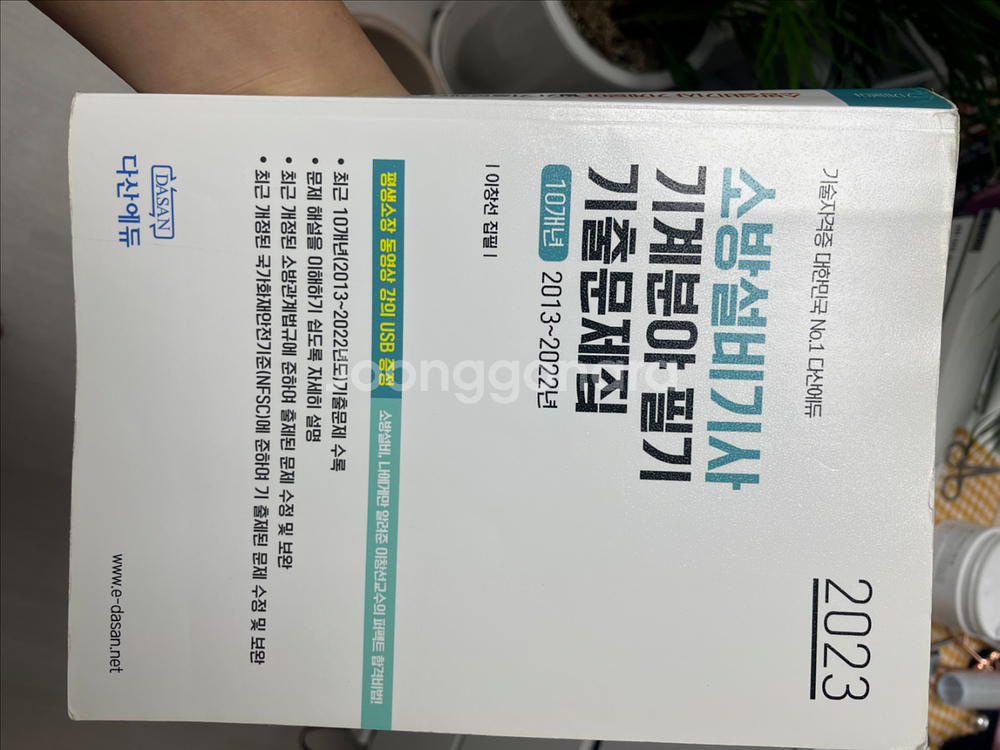 기술자격증 대한민국 No.1 다산에듀
2023
소방설비기사
기계분야 필기
기출문제집
10개년 2013~2022년
| 이창선 집필 |
평생소장 동영상 강의 USB 증정 소방설비, 나에게만 알려준 이창선교수의 퍼펙트 합격비법!
• 최근 10개년(2013~2022년도)기출문제 수록
• 문제 해설을 이해하기 쉽도록 자세히 설명
• 최근 개정된 소방관계법규에 준하여 출제된 문제 수정 및 보완
• 최근 개정된 국가화재안전기준(NFSC)에 준하여 기 출제된 문제 수정 및 보완
DASAN
다산에듀
www.e-dasan.net
joonggonara